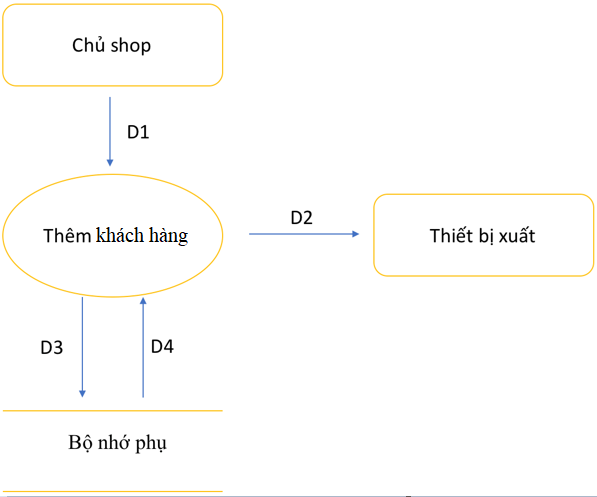 Chủ shop
D1
Thêm khách hàng
D2
Thiết bị xuất
D3
D4
Bộ nhớ phụ